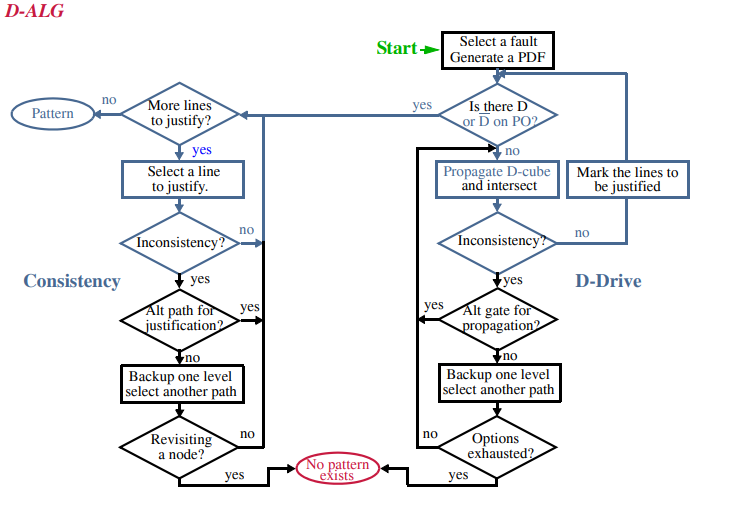 D-ALG
Start
Select a fault
Generate a PDF
Is there D
or D̅ on PO?
yes
no
Propagate D-cube
and intersect
Mark the lines to
be justified
Inconsistency?
no
yes
D-Drive
Alt gate for
propagation?
yes
no
Backup one level
select another path
Options
exhausted?
no
yes
More lines
to justify?
no
Pattern
yes
Select a line
to justify.
Inconsistency?
no
yes
Consistency
Alt path for
justification?
yes
no
Backup one level
select another path
Revisiting
a node?
no
yes
No pattern
exists